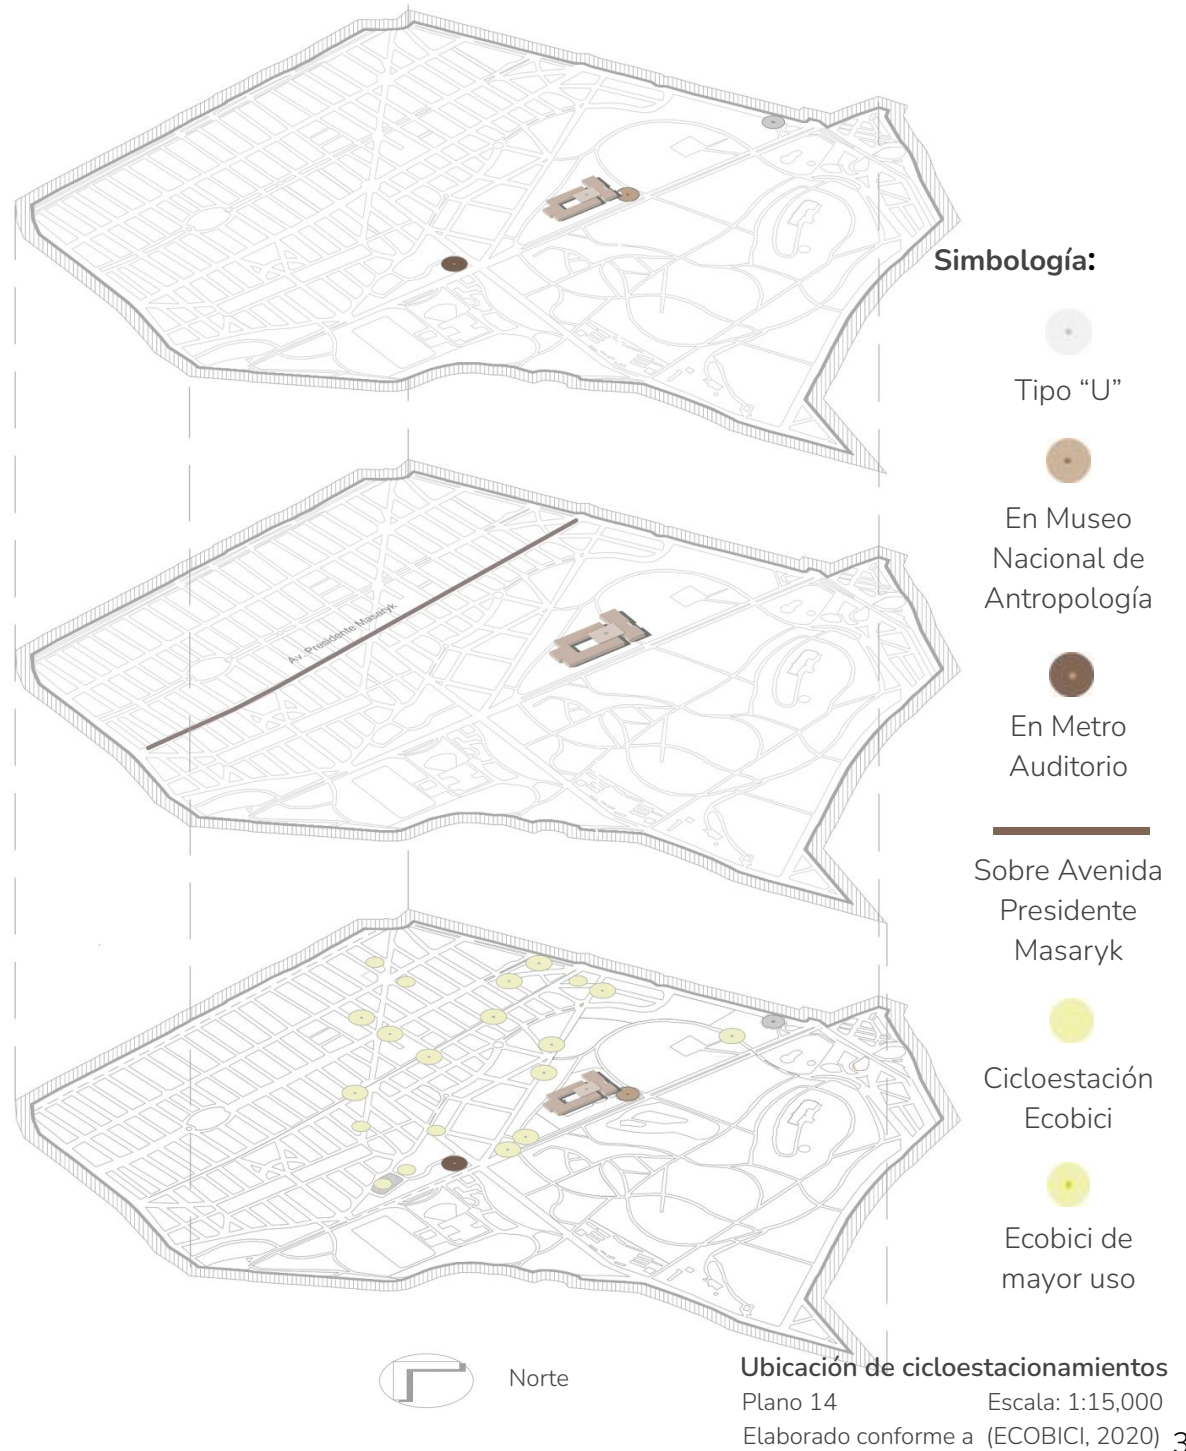 Simbología:
Tipo “U”
En Museo
Nacional de
Antropología
En Metro
Auditorio
Av. Presidente Masaryk
Sobre Avenida
Presidente
Masaryk
Cicloestación
Ecobici
Ecobici de
mayor uso
Norte
Ubicación de cicloestacionamientos
Plano 14 Escala: 1:15,000
Elaborado conforme a (ECOBICI, 2020)